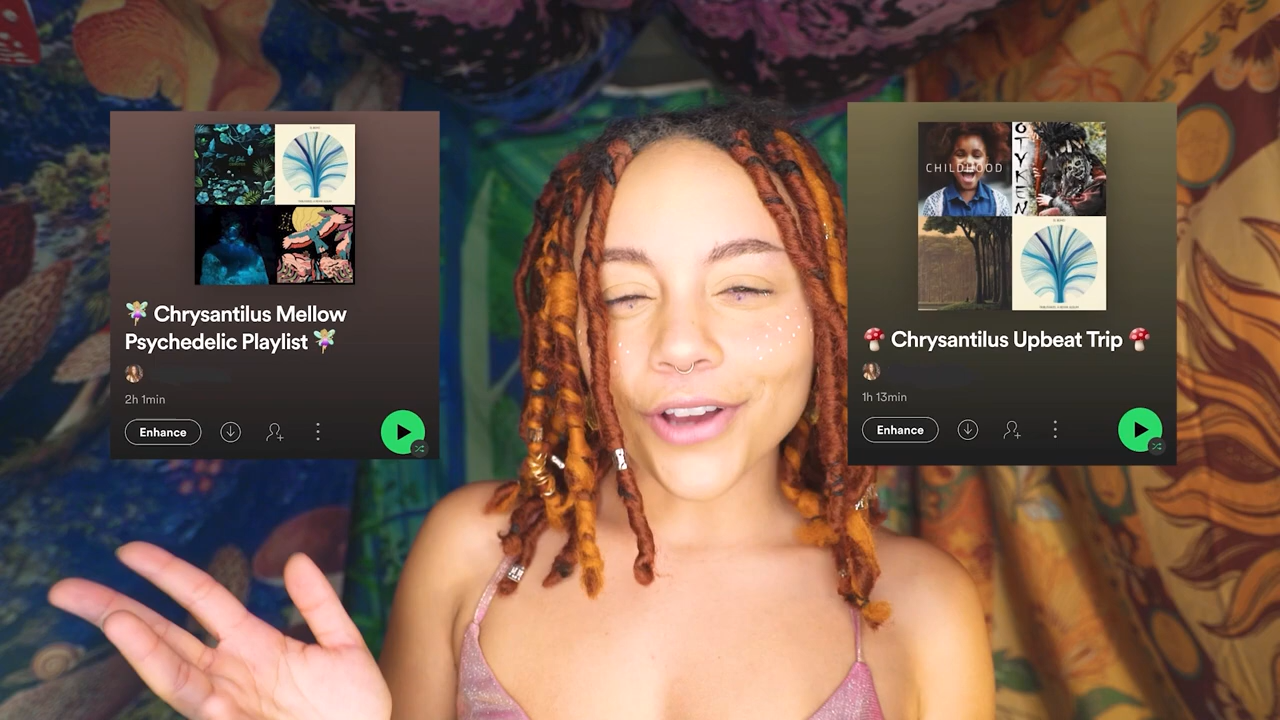 🧚 Chrysantilus Mellow
Psychedelic Playlist 🧚
2h 1min
Enhance
CHILDHOOD
OTYKEN
🍄 Chrysantilus Upbeat Trip 🍄
1h 13min
Enhance